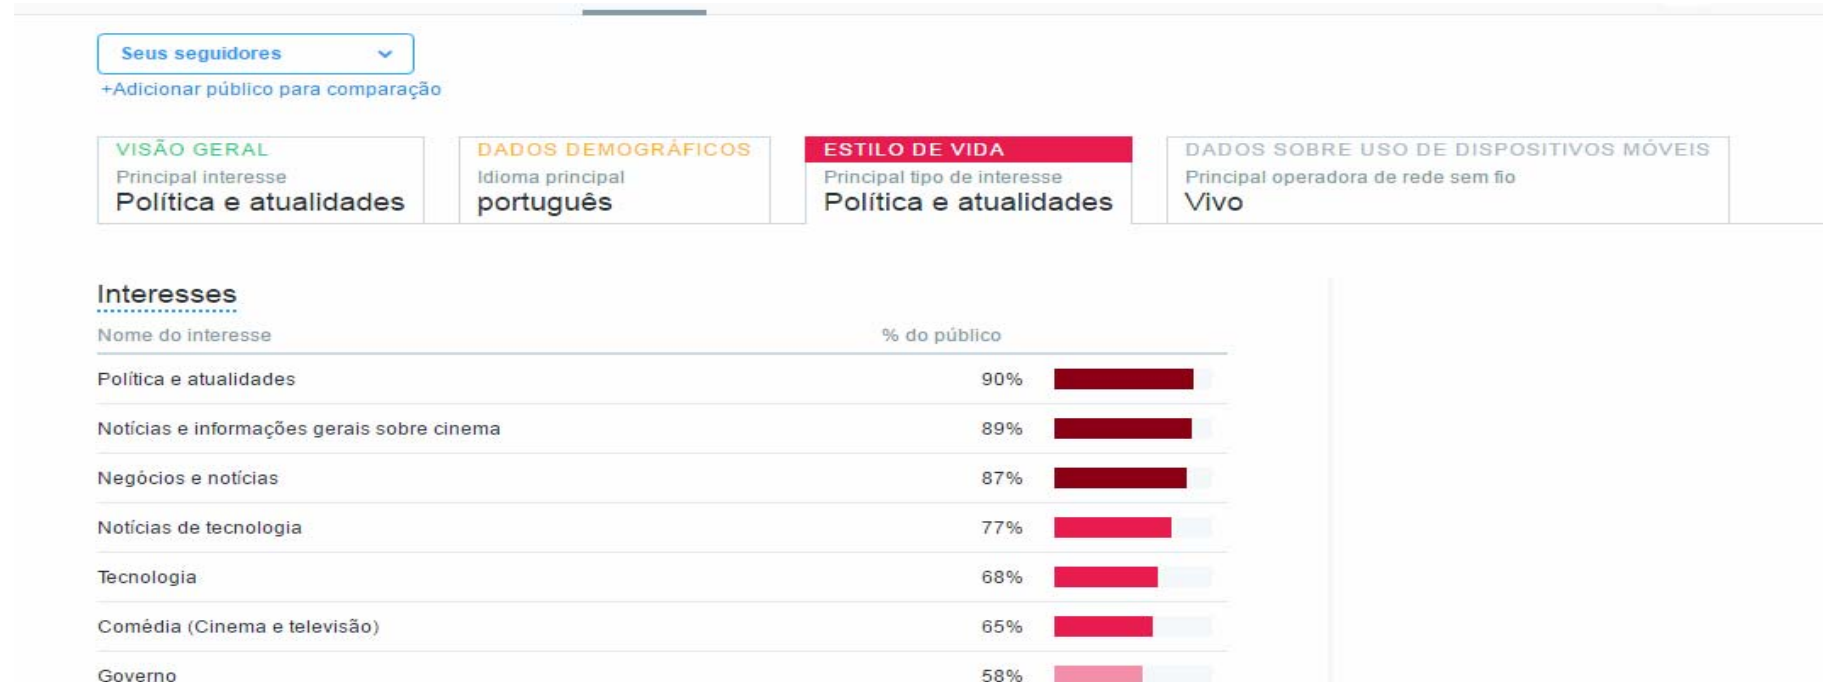 Seus seguidores
+Adicionar público para comparação
VISÃO GERAL
Principal interesse
Política e atualidades
DADOS DEMOGRÁFICOS
Idioma principal
português
ESTILO DE VIDA
Principal tipo de interesse
Política e atualidades
DADOS SOBRE USO DE DISPOSITIVOS MÓVEIS
Principal operadora de rede sem fio
Vivo
Interesses
Nome do interesse % do público
Política e atualidades 90%
Notícias e informações gerais sobre cinema 89%
Negócios e notícias 87%
Notícias de tecnologia 77%
Tecnologia 68%
Comédia (Cinema e televisão) 65%
Governo 58%